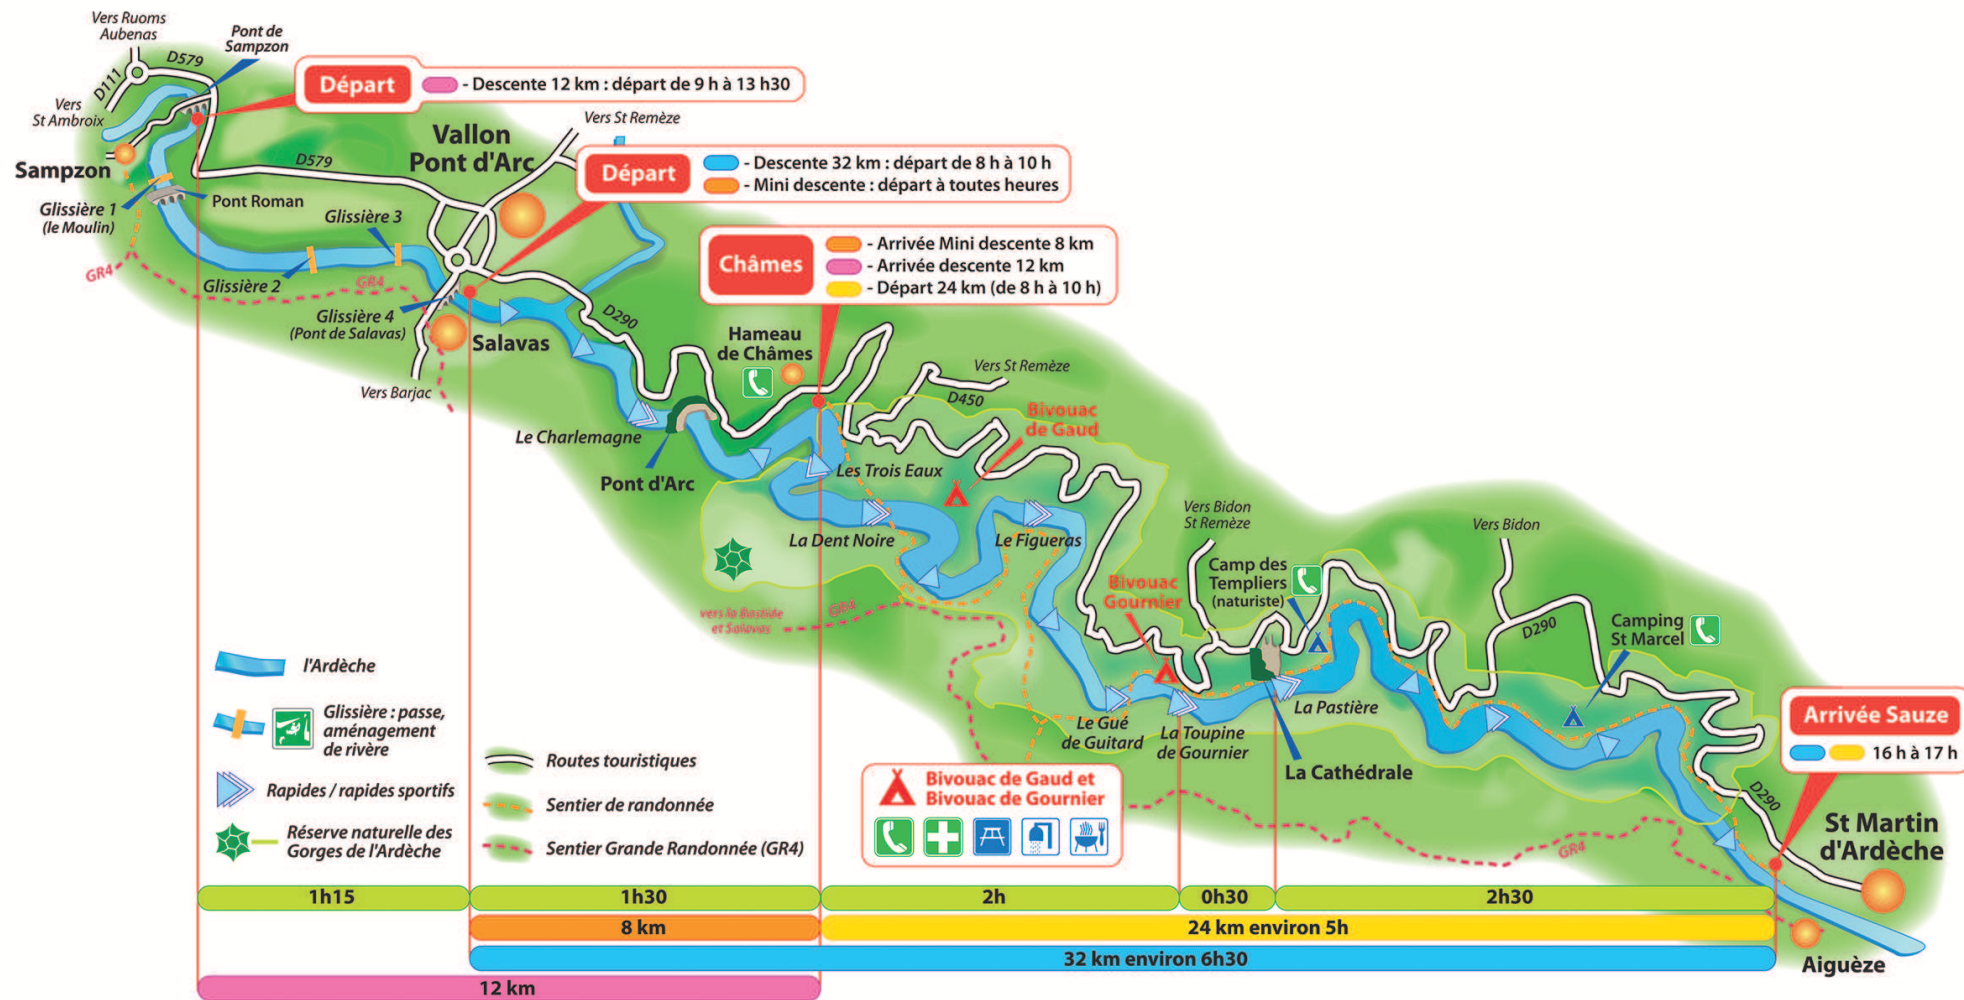 Vers Ruoms
Aubenas
Pont de
Sampzon
D579
D111
Vers
St Ambroix
Départ
- Descente 12 km : départ de 9 h à 13 h30
Vallon
Pont d'Arc
Vers St Remèze
Départ
- Descente 32 km : départ de 8 h à 10 h
- Mini descente : départ à toutes heures
Sampzon
D579
Glissière 1
(le Moulin)
Pont Roman
Glissière 3
Châmes
- Arrivée Mini descente 8 km
- Arrivée descente 12 km
- Départ 24 km (de 8 h à 10 h)
GR4
Glissière 2
GR4
Glissière 4
(Pont de Salavas)
Salavas
D290
Vers Barjac
Hameau
de Châmes
Vers St Remèze
D450
Bivouac
de Gaud
Le Charlemagne
Pont d'Arc
Les Trois Eaux
La Dent Noire
Le Figueras
Vers Bidon
St Remèze
Vers Bidon
Camp des
Templiers
(naturiste)
Bivouac
Gournier
vers la Bastide
et Salavas
GR4
D290
Camping
St Marcel
Le Gué
de Guitard
La Toupine
de Gournier
La Pastière
La Cathédrale
Arrivée Sauze
16 h à 17 h
l'Ardèche
Glissière : passe,
aménagement
de rivère
Rapides / rapides sportifs
Réserve naturelle des
Gorges de l'Ardèche
Routes touristiques
Sentier de randonnée
Sentier Grande Randonnée (GR4)
Bivouac de Gaud et
Bivouac de Gournier
D290
St Martin
d'Ardèche
GR4
Aiguèze
1h15
1h30
2h
0h30
2h30
8 km
24 km environ 5h
32 km environ 6h30
12 km